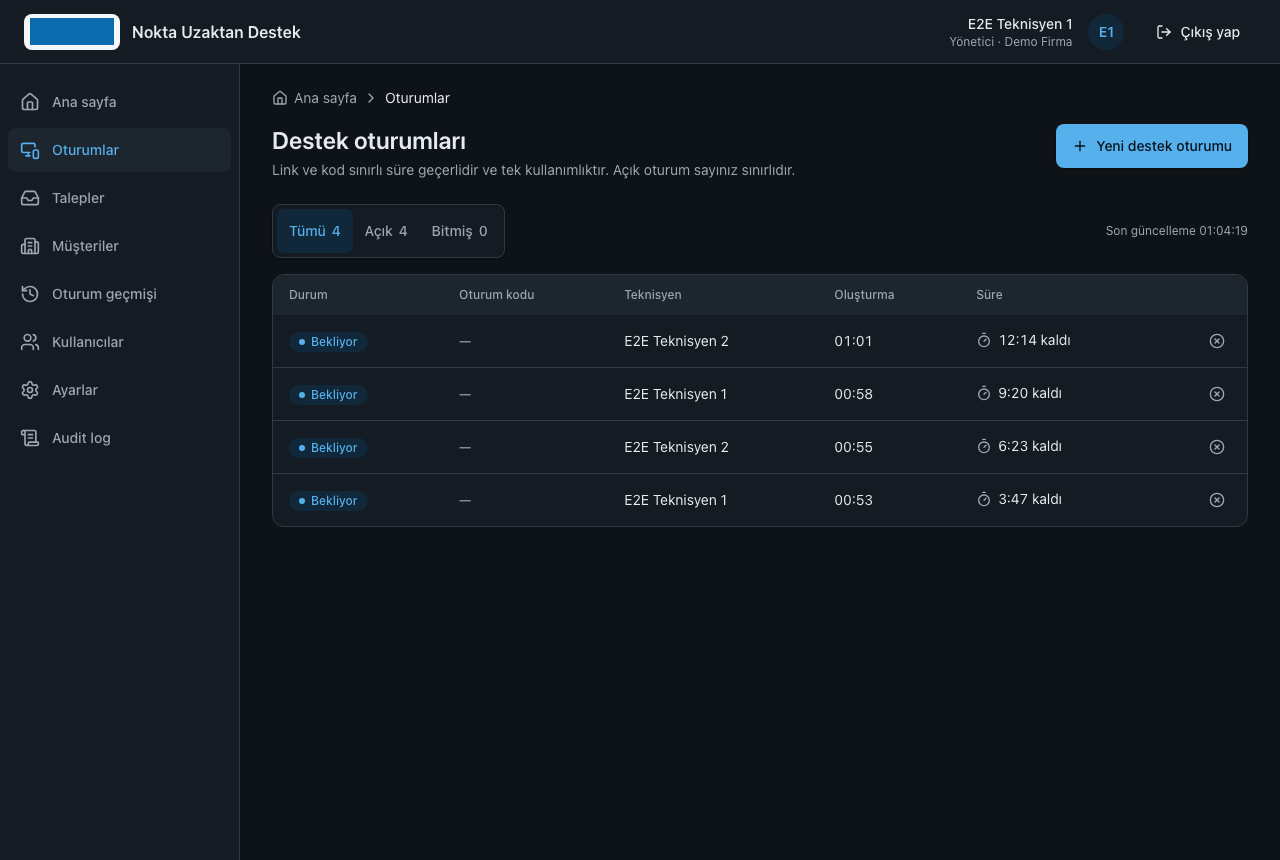 Nokta Uzaktan Destek
E2E Teknisyen 1
Yönetici · Demo Firma
E1
Çıkış yap
Ana sayfa
Oturumlar
Talepler
Müşteriler
Oturum geçmişi
Kullanıcılar
Ayarlar
Audit log
Ana sayfa > Oturumlar
Destek oturumları
Link ve kod sınırlı süre geçerlidir ve tek kullanımlıktır. Açık oturum sayınız sınırlıdır.
+ Yeni destek oturumu
Tümü 4 Açık 4 Bitmiş 0
Son güncelleme 01:04:19
Durum Oturum kodu Teknisyen Oluşturma Süre
Bekliyor — E2E Teknisyen 2 01:01 12:14 kaldı
Bekliyor — E2E Teknisyen 1 00:58 9:20 kaldı
Bekliyor — E2E Teknisyen 2 00:55 6:23 kaldı
Bekliyor — E2E Teknisyen 1 00:53 3:47 kaldı